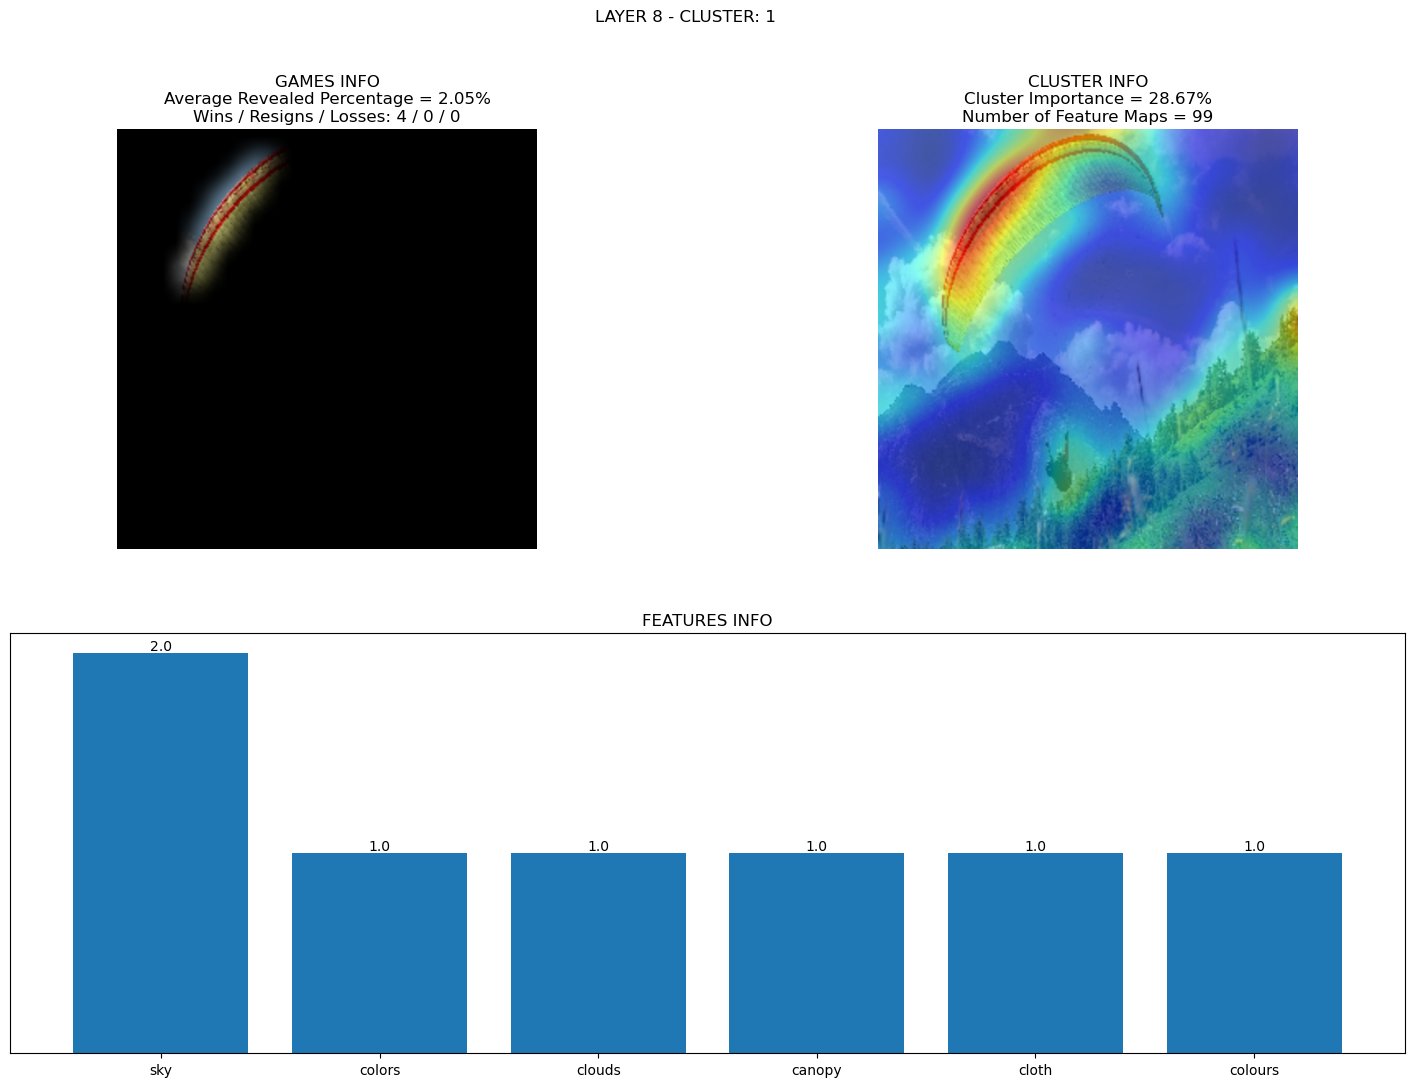 LAYER 8 - CLUSTER: 1
GAMES INFO
Average Revealed Percentage = 2.05%
Wins / Resigns / Losses: 4 / 0 / 0
CLUSTER INFO
Cluster Importance = 28.67%
Number of Feature Maps = 99
FEATURES INFO
2.0
1.0
1.0
1.0
1.0
1.0
sky
colors
clouds
canopy
cloth
colours